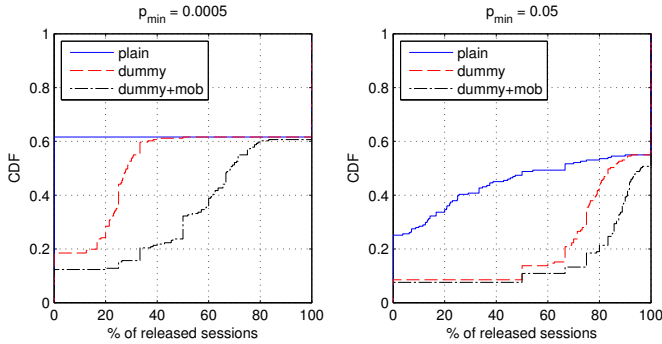 p_min = 0.0005
1
0.8
0.6
0.4
0.2
0
CDF
plain
dummy
dummy+mob
0 20 40 60 80 100
% of released sessions
p_min = 0.05
1
0.8
0.6
0.4
0.2
0
CDF
plain
dummy
dummy+mob
0 20 40 60 80 100
% of released sessions